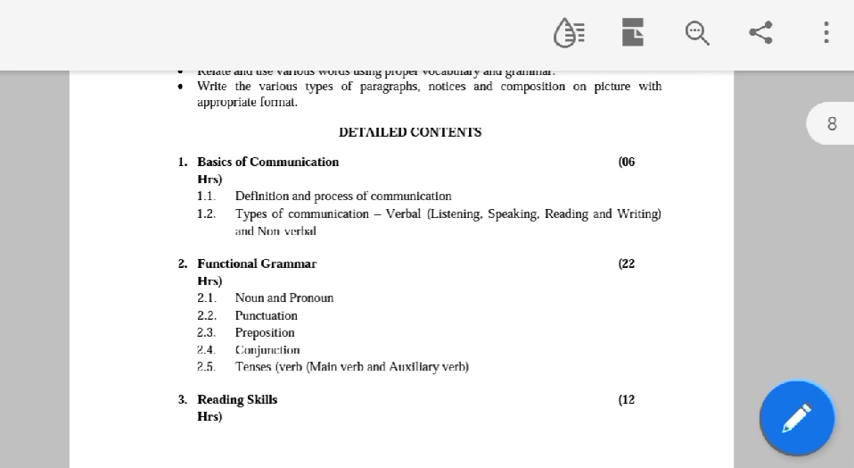 • Relate and use various words using proper vocabulary and grammar.
• Write the various types of paragraphs, notices and composition on picture with
appropriate format.
8
DETAILED CONTENTS
1. Basics of Communication (06
Hrs)
1.1. Definition and process of communication
1.2. Types of communication – Verbal (Listening, Speaking, Reading and Writing)
and Non verbal
2. Functional Grammar (22
Hrs)
2.1. Noun and Pronoun
2.2. Punctuation
2.3. Preposition
2.4. Conjunction
2.5. Tenses (verb (Main verb and Auxiliary verb)
3. Reading Skills (12
Hrs)